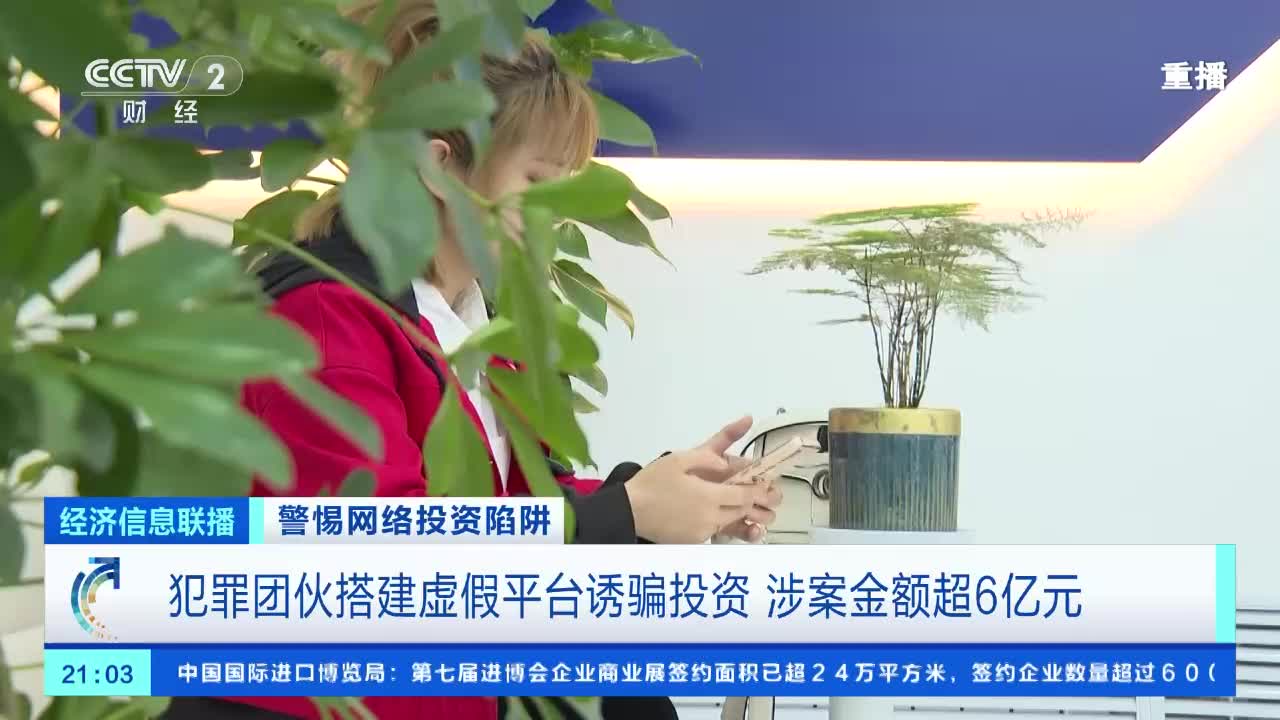 CCTV 2
财 经
重播
经济信息联播
警惕网络投资陷阱
犯罪团伙搭建虚假平台诱骗投资 涉案金额超6亿元
21:03
中国国际进口博览局：第七届进博会企业商业展签约面积已超24万平方米，签约企业数量超过60